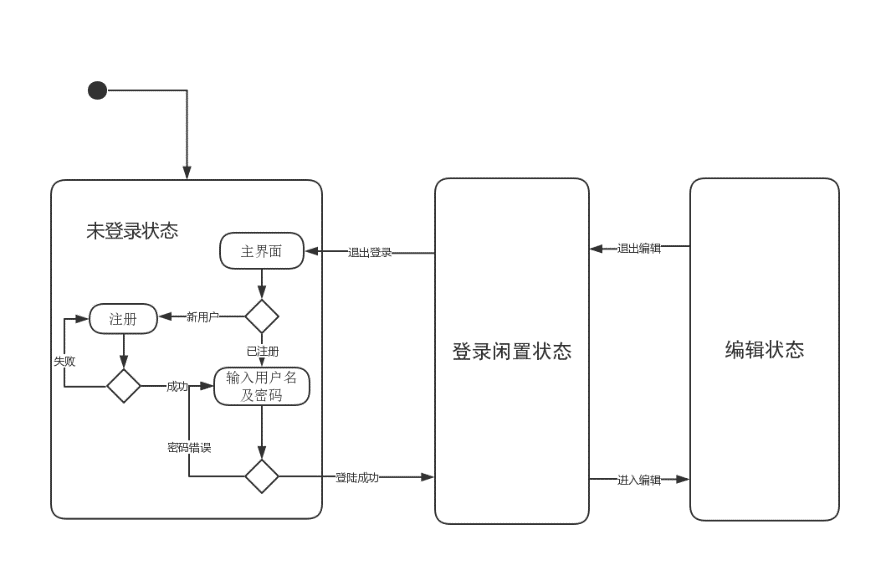 未登录状态
主界面
退出登录
退出编辑
注册
新用户
已注册
登录闲置状态
编辑状态
失败
成功
输入用户名
及密码
密码错误
登陆成功
进入编辑